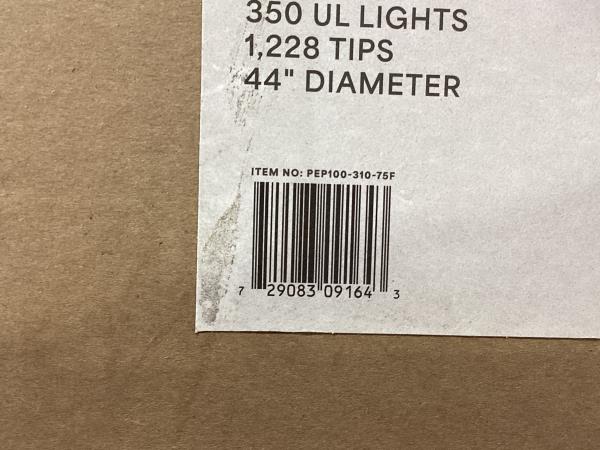 350 UL LIGHTS
1,228 TIPS
44" DIAMETER
ITEM NO: PEP100-310-75F
7 29083 09164 3